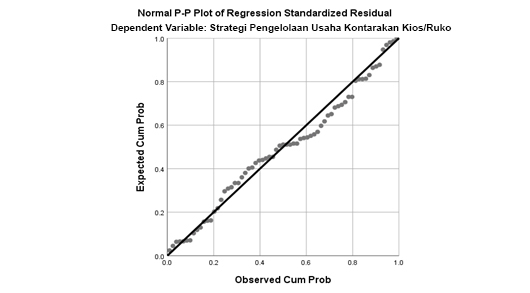 Normal P-P Plot of Regression Standardized Residual
Dependent Variable: Strategi Pengelolaan Usaha Kontarakan Kios/Ruko
1.0
0.8
0.6
0.4
0.2
0.0
Expected Cum Prob
0.0 0.2 0.4 0.6 0.8 1.0
Observed Cum Prob